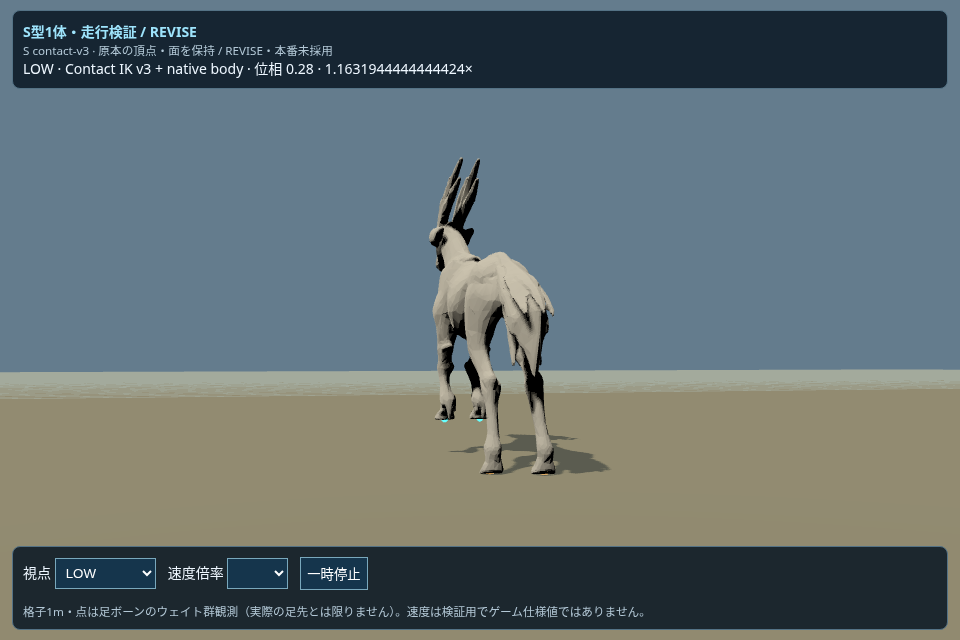 S型1体・走行検証 / REVISE
S contact-v3 · 原本の頂点・面を保持 / REVISE・本番未採用
LOW · Contact IK v3 + native body · 位相 0.28 · 1.1631944444444424×
視点 LOW 速度倍率 一時停止
格子1m・点は足ボーンのウェイト群観測（実際の足先とは限りません）。速度は検証用でゲーム仕様値ではありません。